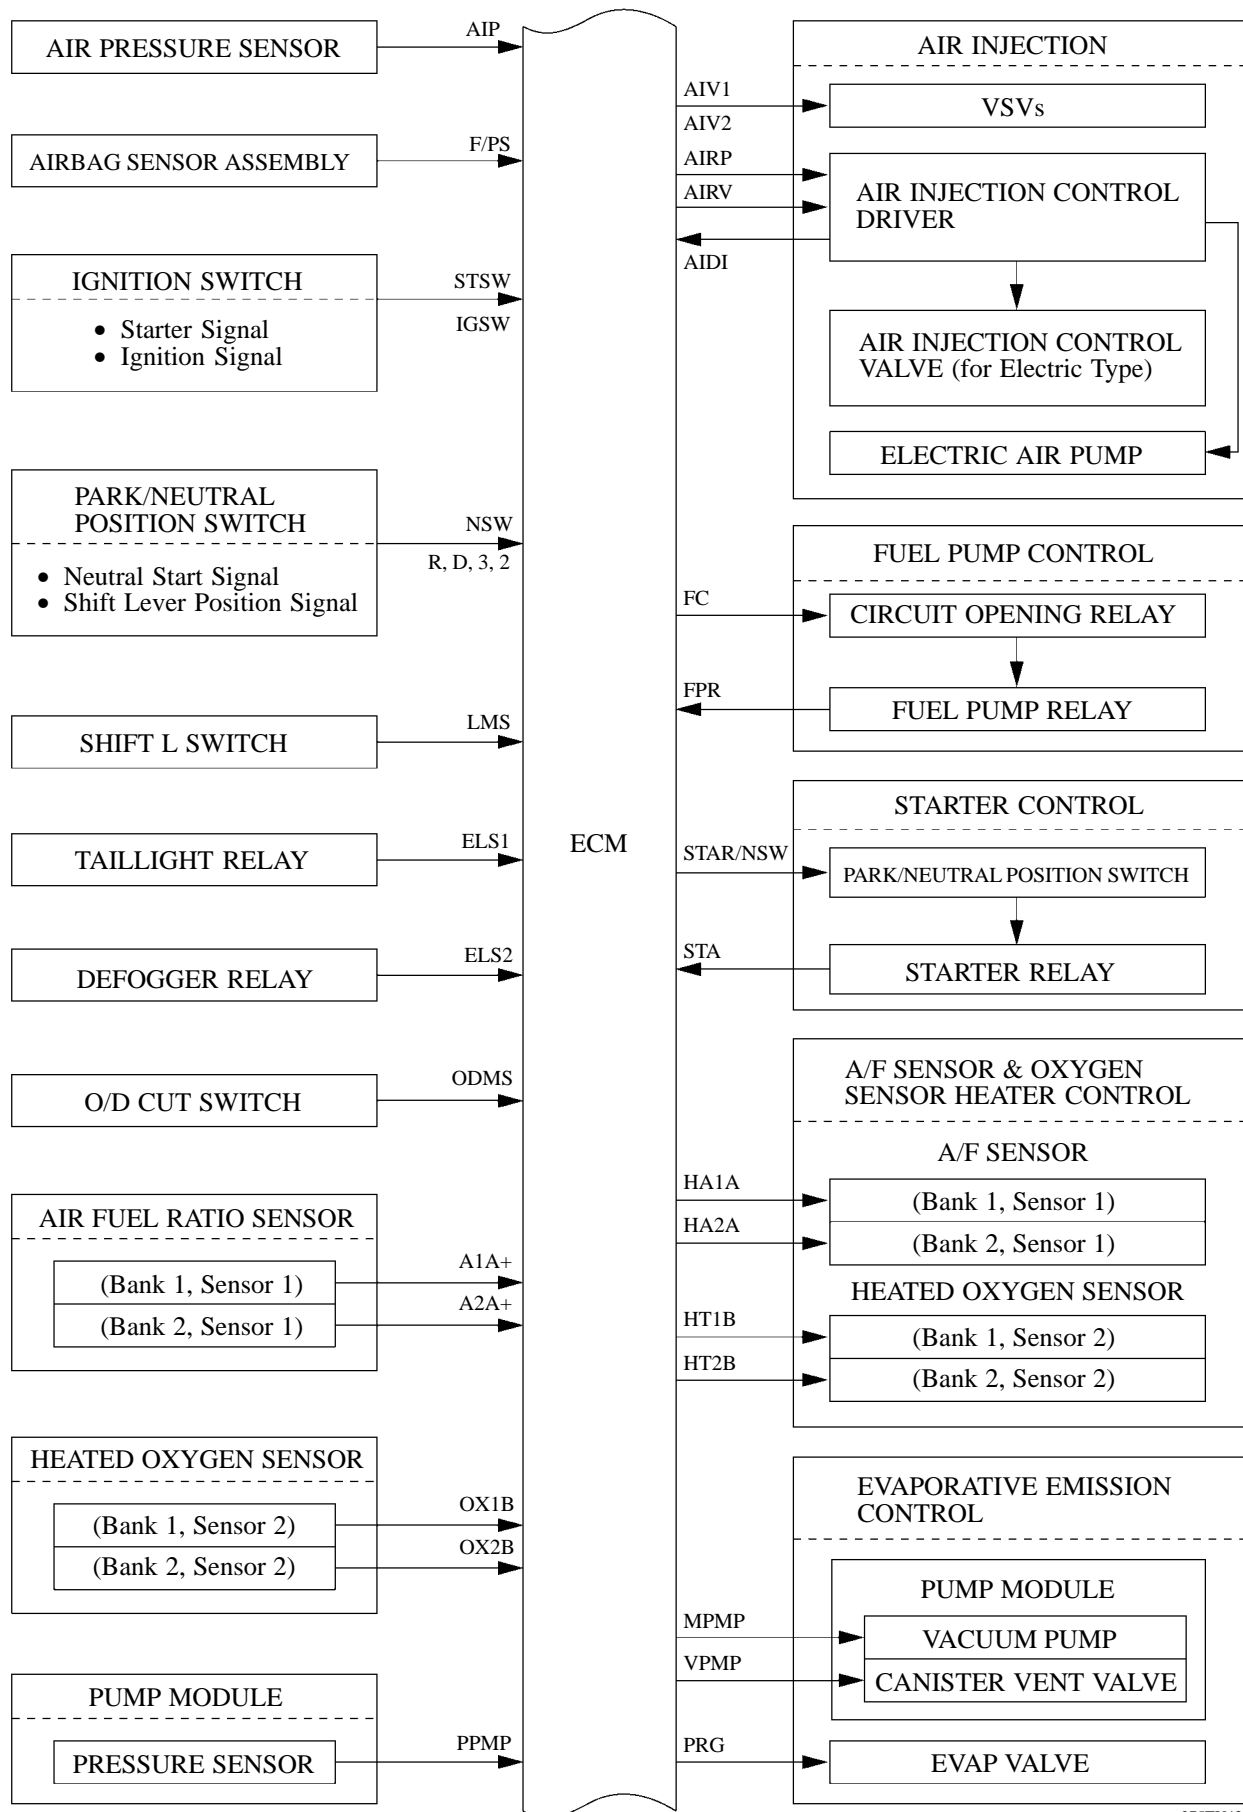 AIR PRESSURE SENSOR
AIP
AIRBAG SENSOR ASSEMBLY
F/PS
IGNITION SWITCH
• Starter Signal
• Ignition Signal
STSW
IGSW
PARK/NEUTRAL
POSITION SWITCH
• Neutral Start Signal
• Shift Lever Position Signal
NSW
R, D, 3, 2
SHIFT L SWITCH
LMS
TAILLIGHT RELAY
ELS1
DEFOGGER RELAY
ELS2
O/D CUT SWITCH
ODMS
AIR FUEL RATIO SENSOR
(Bank 1, Sensor 1)
A1A+
(Bank 2, Sensor 1)
A2A+
HEATED OXYGEN SENSOR
(Bank 1, Sensor 2)
OX1B
(Bank 2, Sensor 2)
OX2B
PUMP MODULE
PRESSURE SENSOR
PPMP
ECM
AIR INJECTION
AIV1
AIV2
VSVs
AIRP
AIRV
AIDI
AIR INJECTION CONTROL
DRIVER
AIR INJECTION CONTROL
VALVE (for Electric Type)
ELECTRIC AIR PUMP
FUEL PUMP CONTROL
FC
CIRCUIT OPENING RELAY
FPR
FUEL PUMP RELAY
STARTER CONTROL
STAR/NSW
PARK/NEUTRAL POSITION SWITCH
STA
STARTER RELAY
A/F SENSOR & OXYGEN
SENSOR HEATER CONTROL
A/F SENSOR
HA1A
(Bank 1, Sensor 1)
HA2A
(Bank 2, Sensor 1)
HEATED OXYGEN SENSOR
HT1B
(Bank 1, Sensor 2)
HT2B
(Bank 2, Sensor 2)
EVAPORATIVE EMISSION
CONTROL
PUMP MODULE
MPMP
VACUUM PUMP
VPMP
CANISTER VENT VALVE
PRG
EVAP VALVE